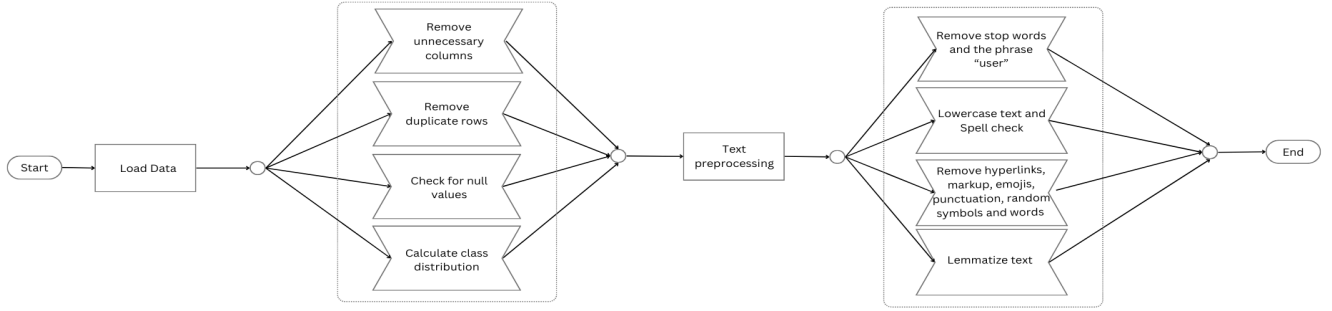 Start
Load Data
Remove
unnecessary
columns
Remove
duplicate rows
Check for null
values
Calculate class
distribution
Text
preprocessing
Remove stop words
and the phrase
“user”
Lowercase text and
Spell check
Remove hyperlinks,
markup, emojis,
punctuation, random
symbols and words
Lemmatize text
End